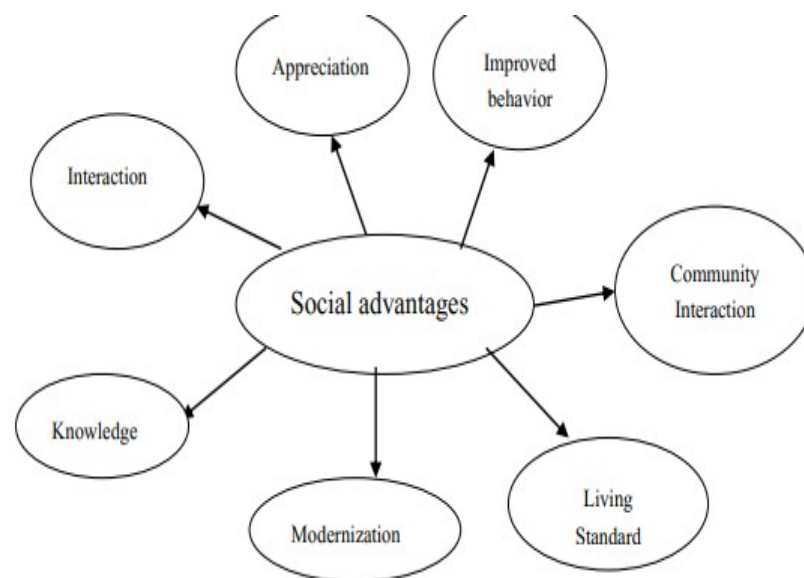 Appreciation
Improved
behavior
Interaction
Community
Interaction
Social advantages
Knowledge
Living
Standard
Modernization